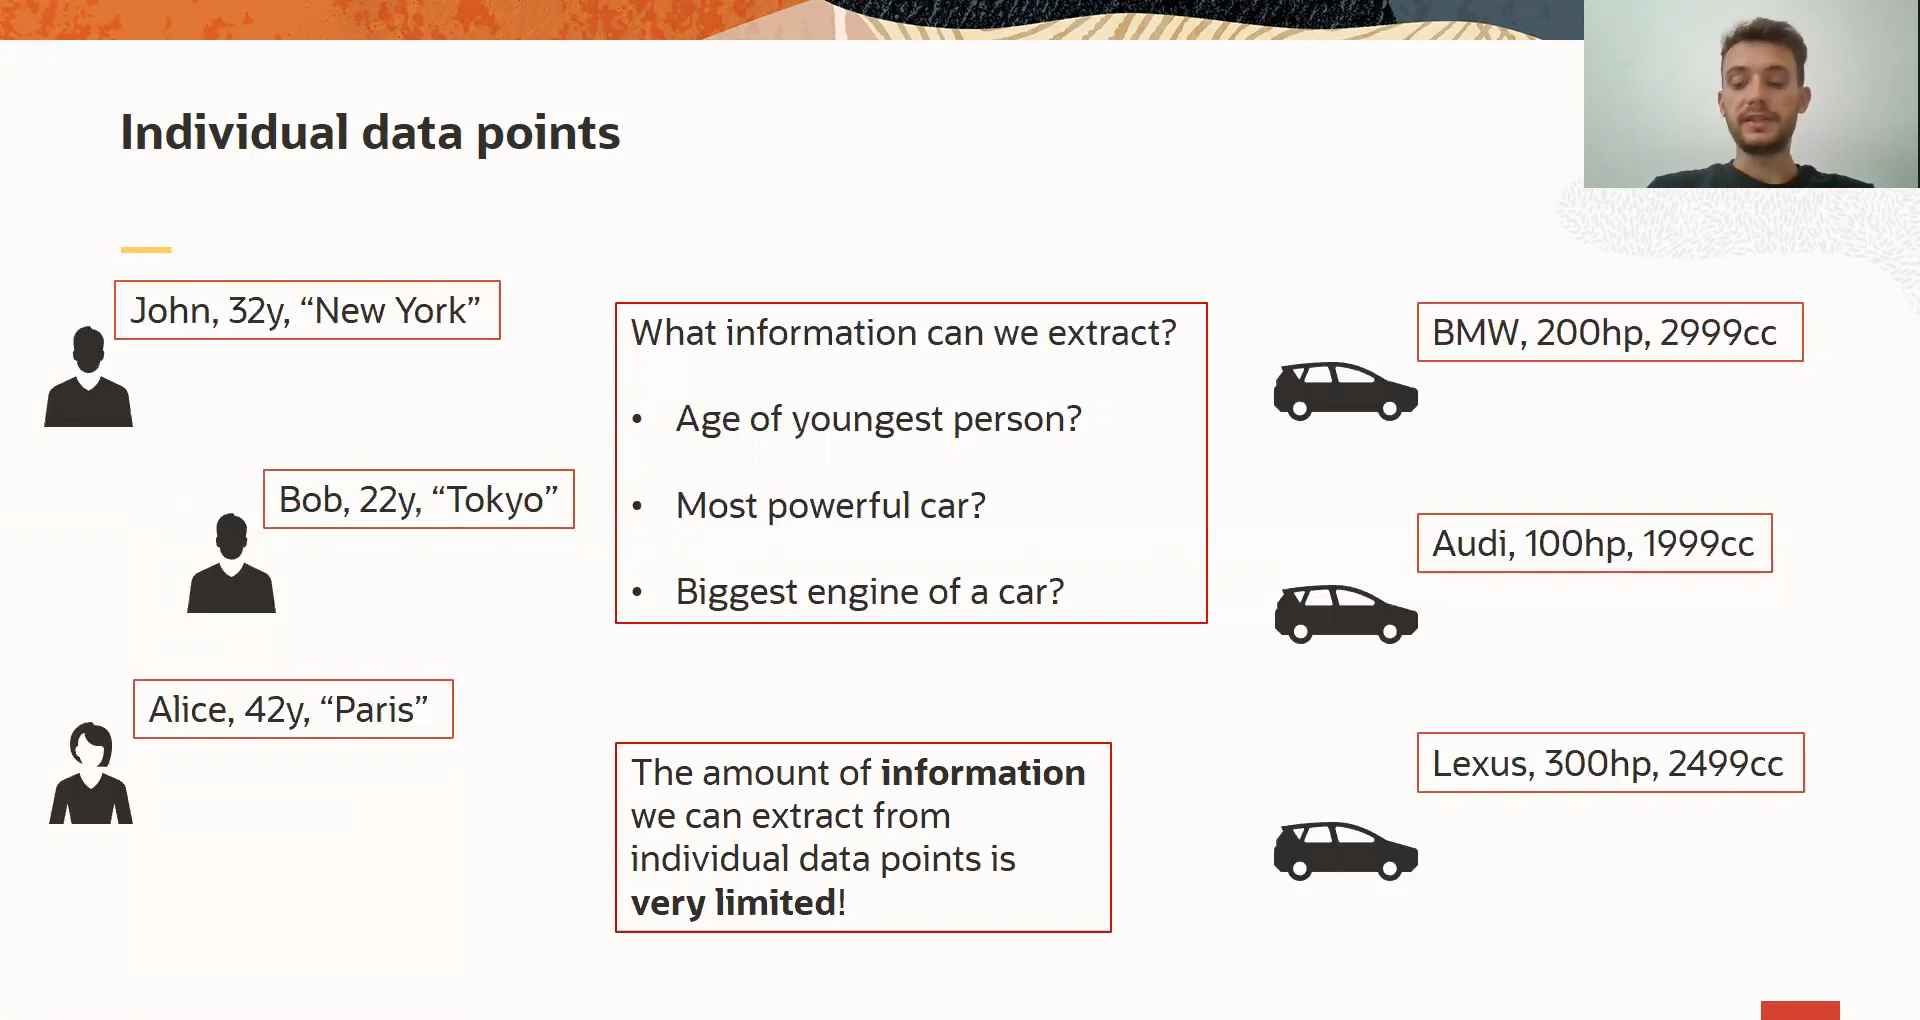 Individual data points
John, 32y, “New York”
Bob, 22y, “Tokyo”
Alice, 42y, “Paris”
What information can we extract?
• Age of youngest person?
• Most powerful car?
• Biggest engine of a car?
The amount of information
we can extract from
individual data points is
very limited!
BMW, 200hp, 2999cc
Audi, 100hp, 1999cc
Lexus, 300hp, 2499cc